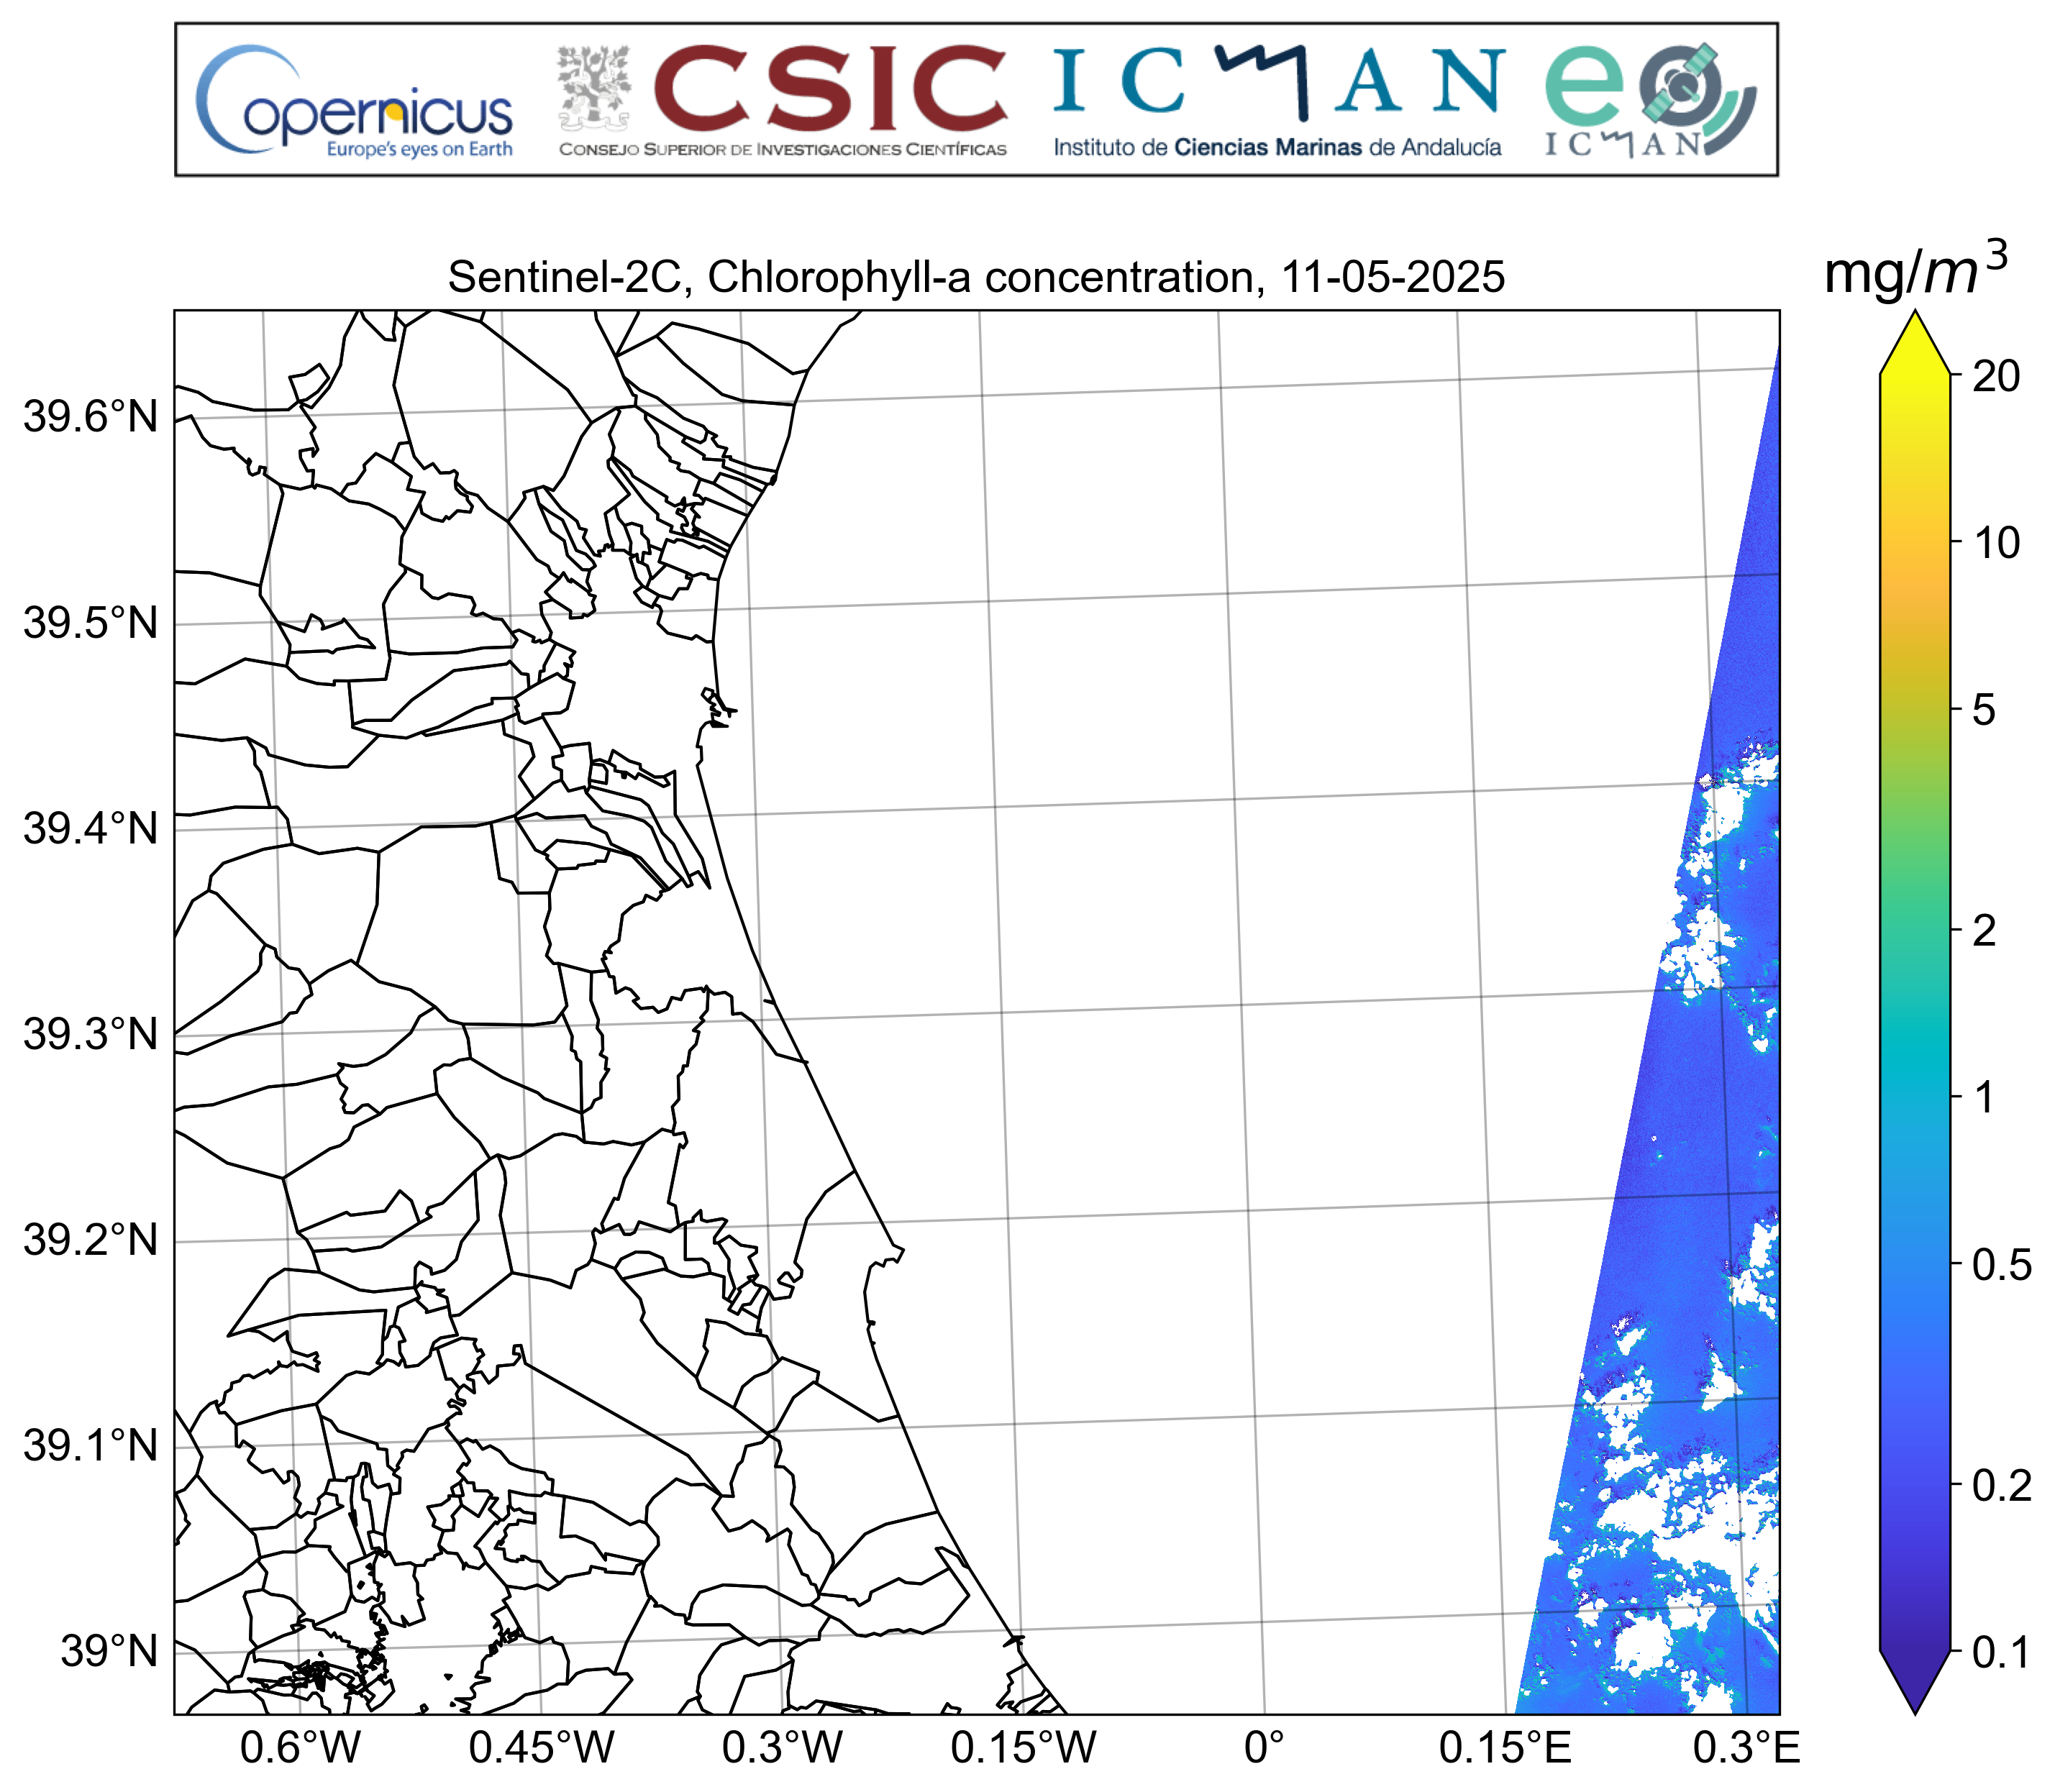 Copernicus
Europe's eyes on Earth
CSIC
CONSEJO SUPERIOR DE INVESTIGACIONES CIENTÍFICAS
ICMAN
Instituto de Ciencias Marinas de Andalucía
eo
ICMAN
Sentinel-2C, Chlorophyll-a concentration, 11-05-2025
mg/m³
39.6°N
39.5°N
39.4°N
39.3°N
39.2°N
39.1°N
39°N
0.6°W
0.45°W
0.3°W
0.15°W
0°
0.15°E
0.3°E
20
10
5
2
1
0.5
0.2
0.1